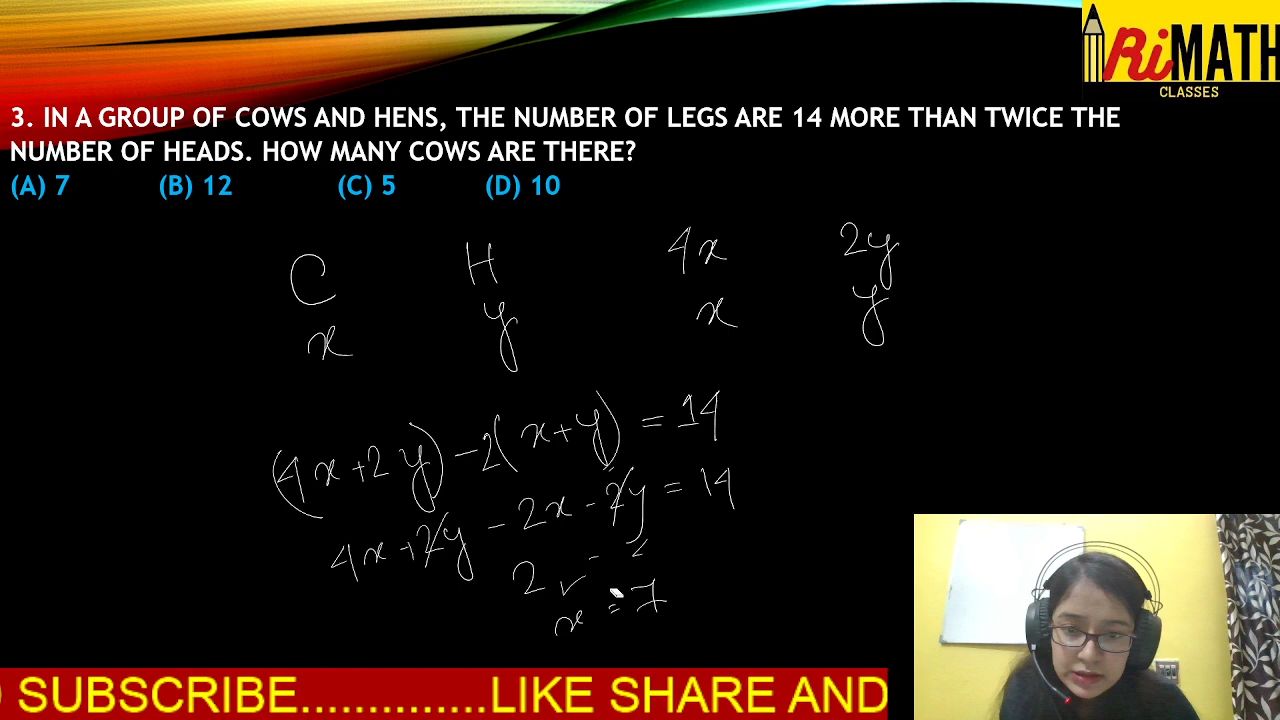 RiMATH
CLASSES
3. IN A GROUP OF COWS AND HENS, THE NUMBER OF LEGS ARE 14 MORE THAN TWICE THE
NUMBER OF HEADS. HOW MANY COWS ARE THERE?
(A) 7 (B) 12 (C) 5 (D) 10
C H 4x 2y
x y x y
(4x+2y) -2(x+y) = 14
4x+2y - 2x - 2y = 14
2
x = 7
SUBSCRIBE..............LIKE SHARE AND